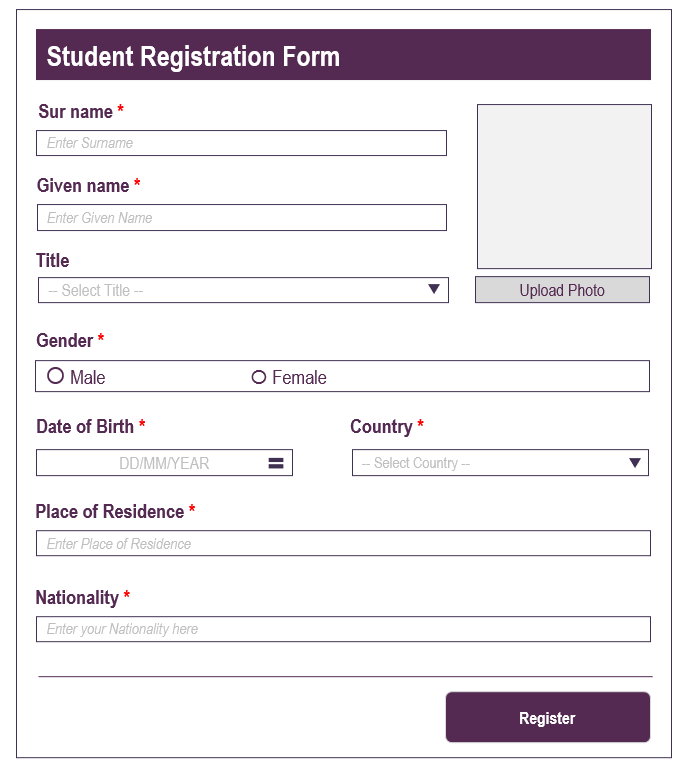 Student Registration Form
Sur name *
Enter Surname
Given name *
Enter Given Name
Title
-- Select Title --
Upload Photo
Gender *
Male Female
Date of Birth * Country *
DD/MM/YEAR -- Select Country --
Place of Residence *
Enter Place of Residence
Nationality *
Enter your Nationality here
Register